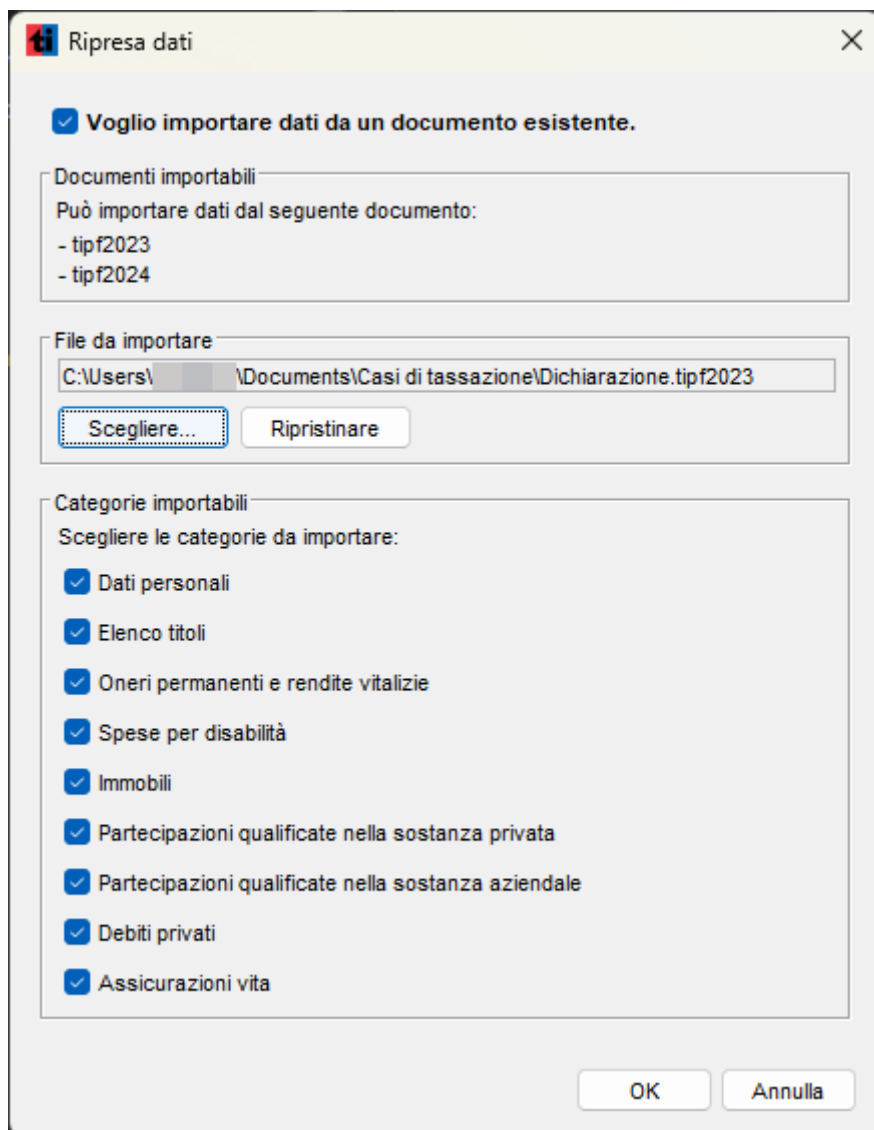 ti Ripresa dati
Voglio importare dati da un documento esistente.
Documenti importabili
Può importare dati dal seguente documento:
- tipf2023
- tipf2024
File da importare
C:\Users\ \Documents\Casi di tassazione\Dichiarazione.tipf2023
Scegliere... Ripristinare
Categorie importabili
Scegliere le categorie da importare:
Dati personali
Elenco titoli
Oneri permanenti e rendite vitalizie
Spese per disabilità
Immobili
Partecipazioni qualificate nella sostanza privata
Partecipazioni qualificate nella sostanza aziendale
Debiti privati
Assicurazioni vita
OK Annulla